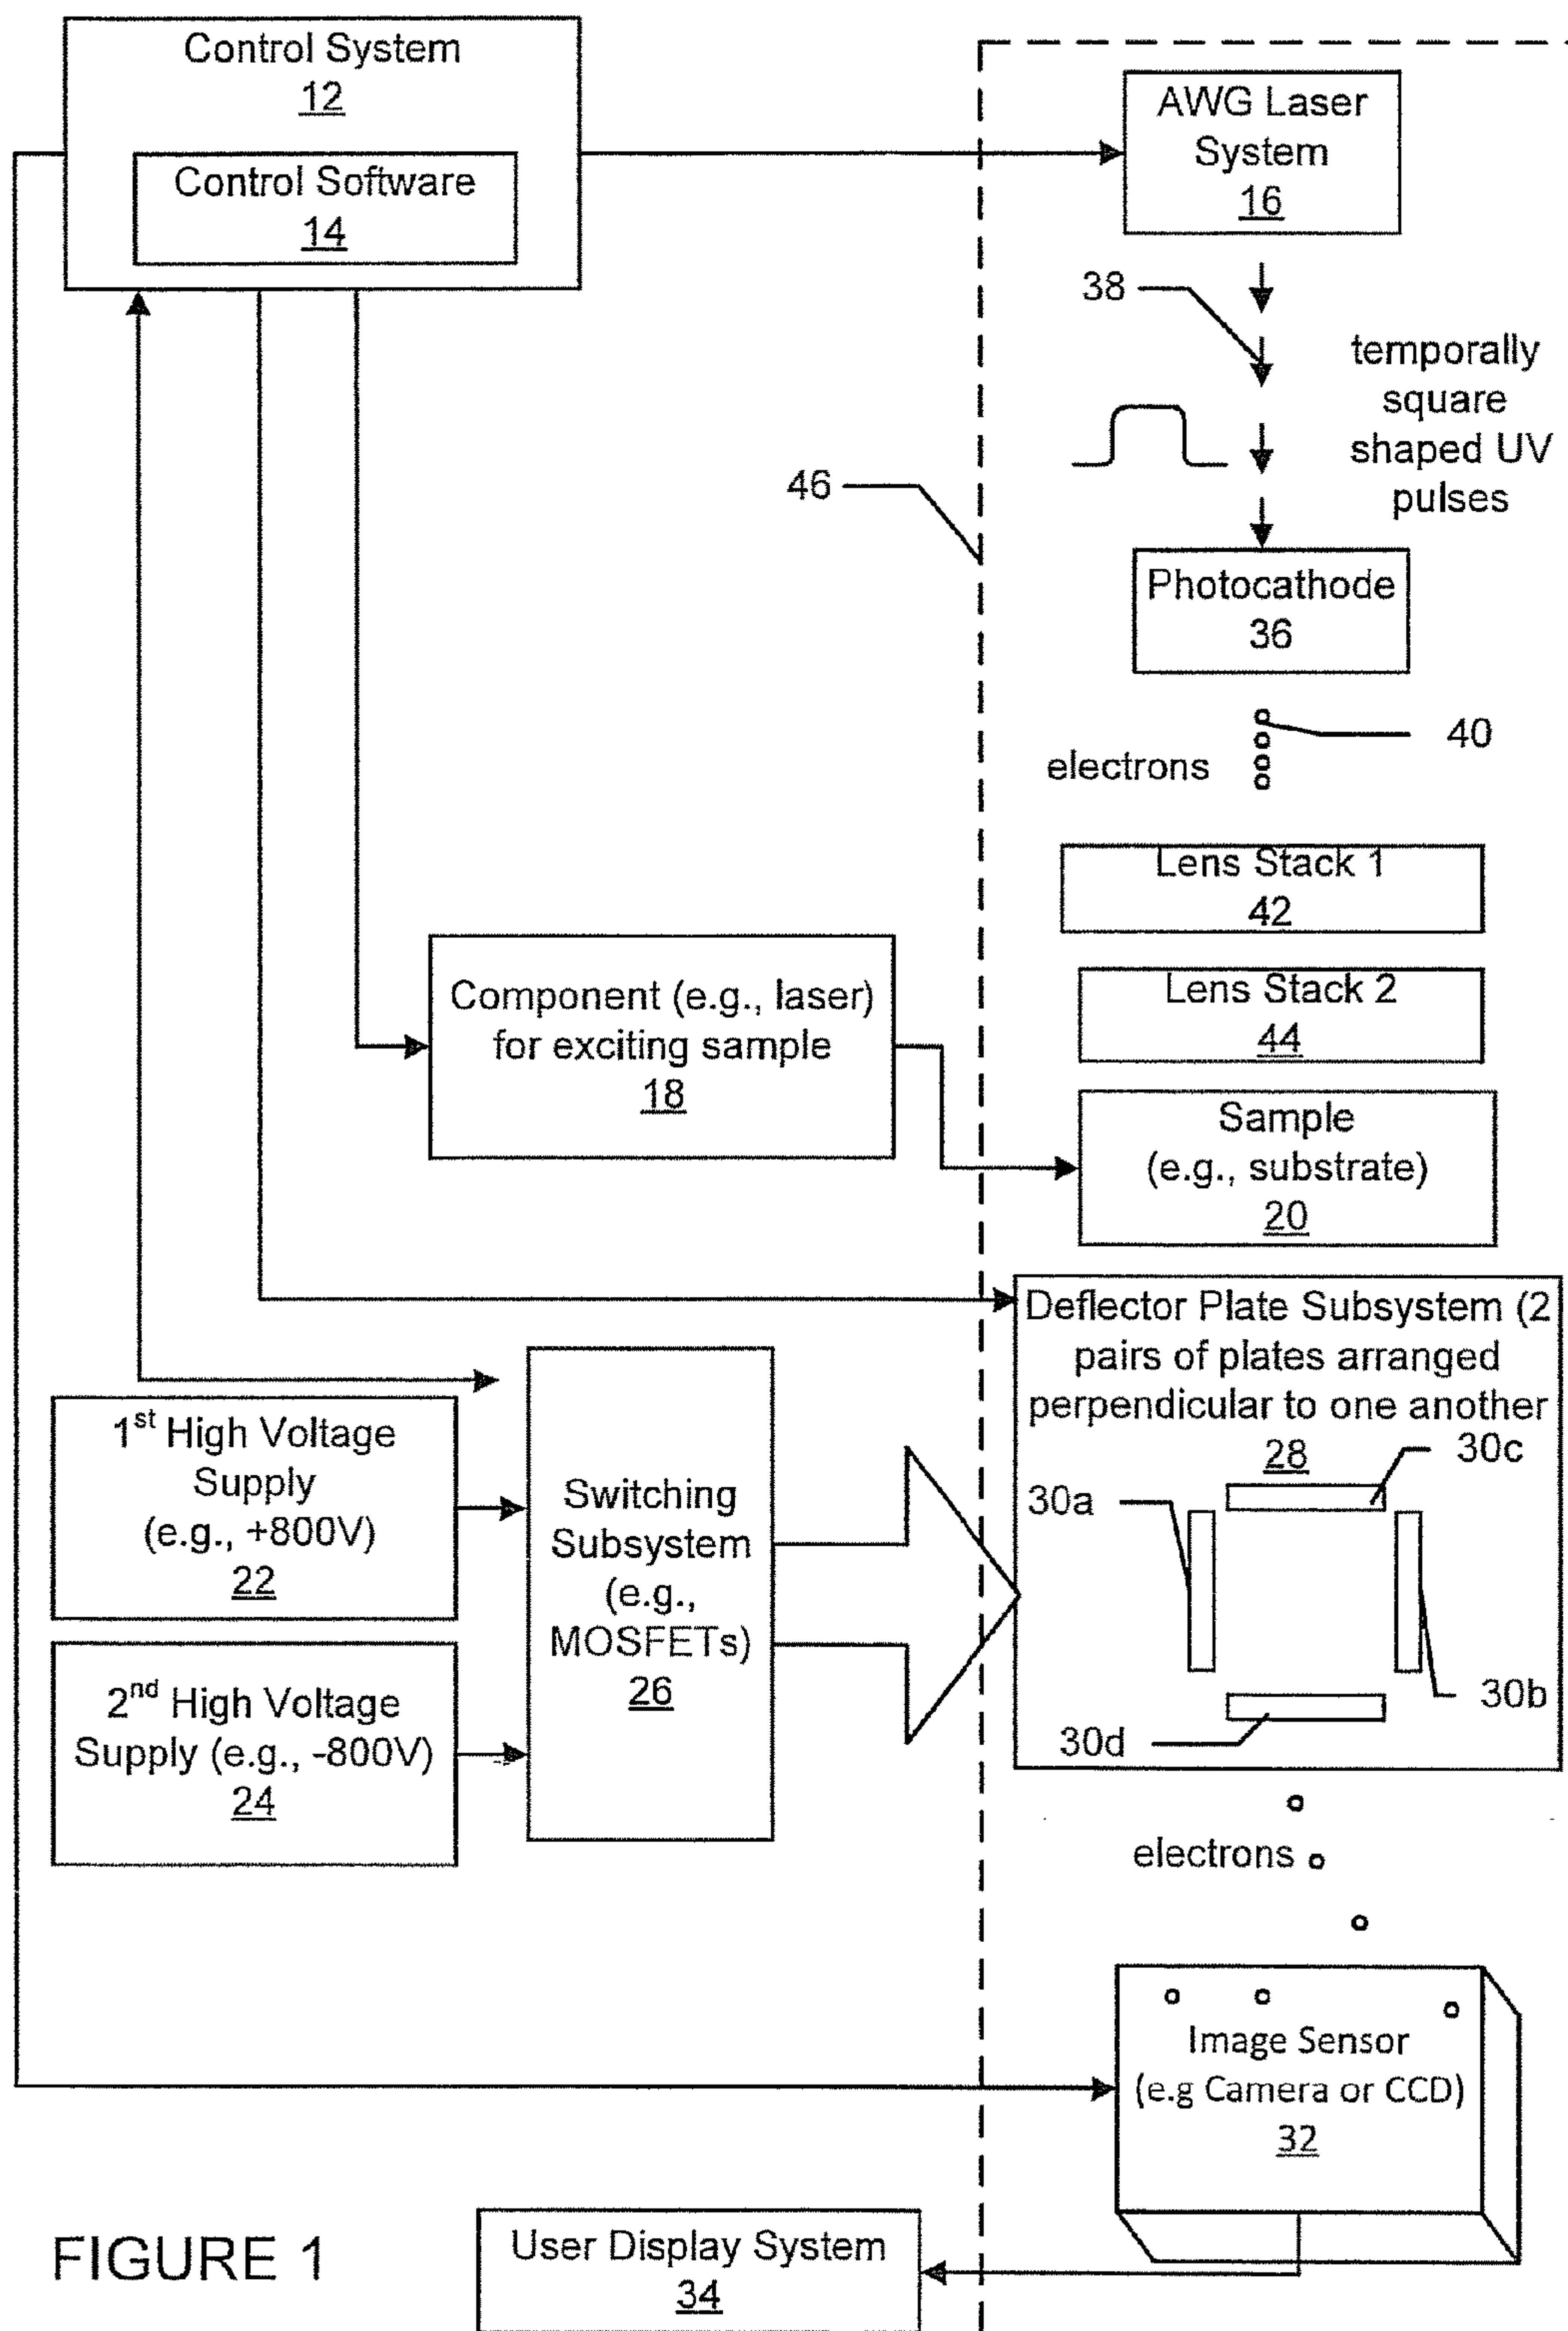 Control System
12
Control Software
14
AWG Laser
System
16
38
temporally
square
shaped UV
pulses
46
Photocathode
36
40
electrons
Lens Stack 1
42
Lens Stack 2
44
Component (e.g., laser)
for exciting sample
18
Sample
(e.g., substrate)
20
Deflector Plate Subsystem (2
pairs of plates arranged
perpendicular to one another
28
30c
30a
30b
30d
1st High Voltage
Supply
(e.g., +800V)
22
Switching
Subsystem
(e.g.,
MOSFETs)
26
2nd High Voltage
Supply (e.g., -800V)
24
electrons
Image Sensor
(e.g Camera or CCD)
32
User Display System
34
FIGURE 1